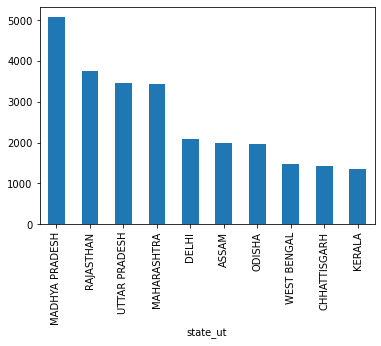 5000
4000
3000
2000
1000
0
MADHYA PRADESH
RAJASTHAN
UTTAR PRADESH
MAHARASHTRA
DELHI
ASSAM
ODISHA
WEST BENGAL
CHHATTISGARH
KERALA
state_ut